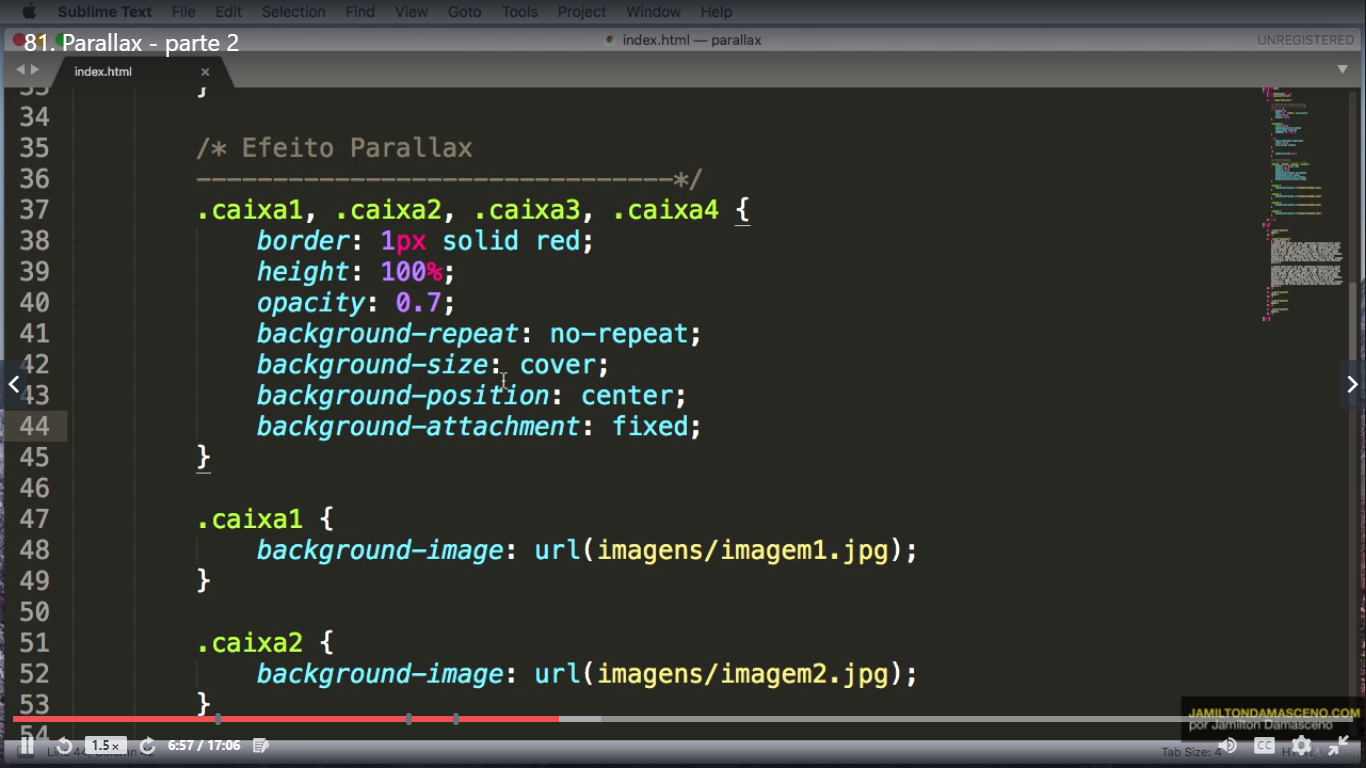 Sublime Text File Edit Selection Find View Goto Tools Project Window Help
81. Parallax - parte 2
index.html — parallax
UNREGISTERED
index.html
33 }
34
35 /* Efeito Parallax
36 -------------------------------*/
37 .caixa1, .caixa2, .caixa3, .caixa4 {
38 border: 1px solid red;
39 height: 100%;
40 opacity: 0.7;
41 background-repeat: no-repeat;
42 background-size: cover;
43 background-position: center;
44 background-attachment: fixed;
45 }
46
47 .caixa1 {
48 background-image: url(imagens/imagem1.jpg);
49 }
50
51 .caixa2 {
52 background-image: url(imagens/imagem2.jpg);
53 }
54
JAMILTONDAMASCENO.COM
por Jamilton Damasceno
1.5× 6:57 / 17:06 CC
Tab Size: 4